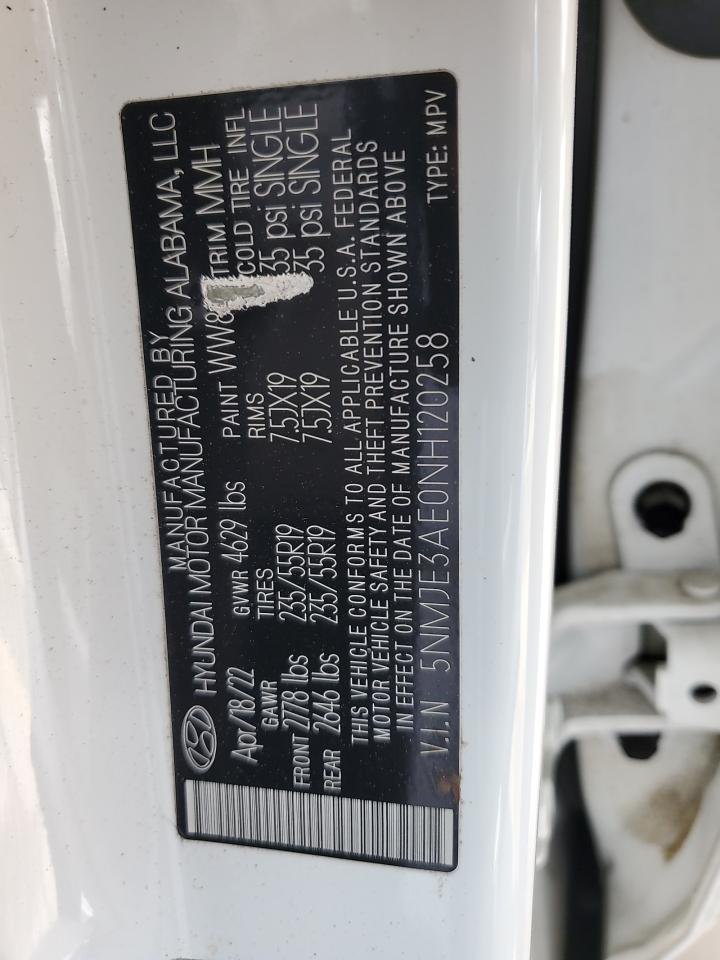 MANUFACTURED BY
HYUNDAI MOTOR MANUFACTURING ALABAMA, LLC
Apr/18/22 GVWR 4629 lbs PAINT WW8 TRIM MMH
GAWR TIRES RIMS COLD TIRE INFL
FRONT 2778 lbs 235/55R19 7.5JX19 35 psi SINGLE
REAR 2646 lbs 235/55R19 7.5JX19 35 psi SINGLE
THIS VEHICLE CONFORMS TO ALL APPLICABLE U.S.A. FEDERAL
MOTOR VEHICLE SAFETY AND THEFT PREVENTION STANDARDS
IN EFFECT ON THE DATE OF MANUFACTURE SHOWN ABOVE
V.I.N 5NMJE3AE0NH120258 TYPE: MPV